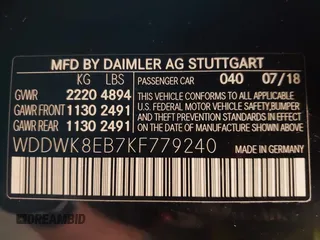 MFD BY DAIMLER AG STUTTGART
KG LBS PASSENGER CAR 040 07/18
GVWR 2220 4894 THIS VEHICLE CONFORMS TO ALL APPLICABLE
GAWR FRONT 1130 2491 U.S. FEDERAL MOTOR VEHICLE SAFETY,BUMPER
GAWR REAR 1130 2491 AND THEFT PREVENTION STANDARDS IN EFFECT
ON THE DATE OF MANUFACTURE SHOWN ABOVE.
WDDWK8EB7KF779240
MADE IN GERMANY
DREAMBID